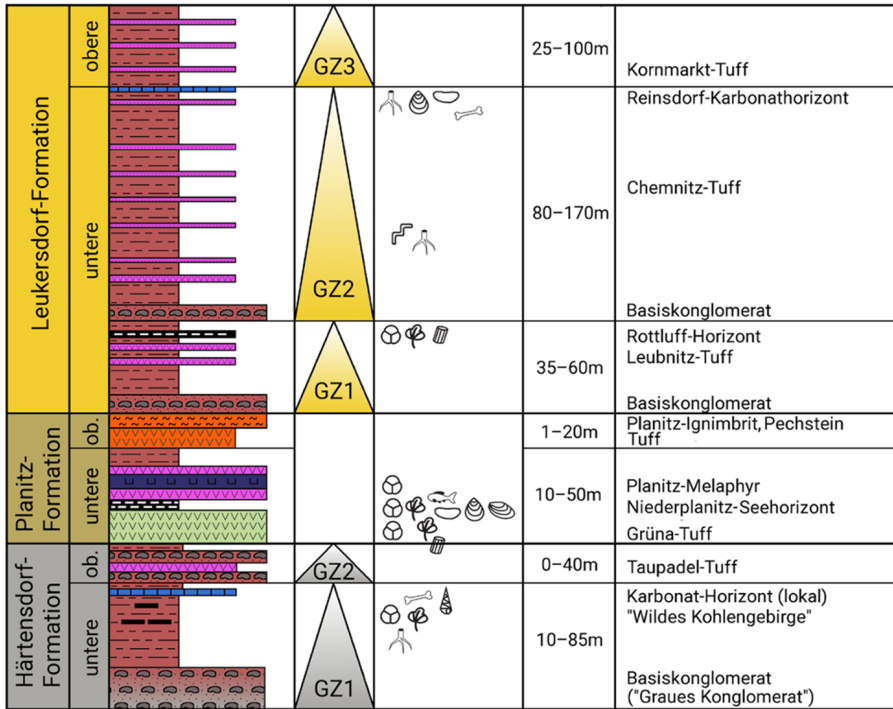 Leukersdorf-Formation
obere
GZ3
25–100m
Kornmarkt-Tuff
untere
GZ2
80–170m
Reinsdorf-Karbonathorizont
Chemnitz-Tuff
Basiskonglomerat
GZ1
35–60m
Rottluff-Horizont
Leubnitz-Tuff
Basiskonglomerat
Planitz-
Formation
ob.
1–20m
Planitz-Ignimbrit, Pechstein
Tuff
untere
10–50m
Planitz-Melaphyr
Niederplanitz-Seehorizont
Grüna-Tuff
Härtensdorf-
Formation
ob.
GZ2
0–40m
Taupadel-Tuff
untere
GZ1
10–85m
Karbonat-Horizont (lokal)
"Wildes Kohlengebirge"
Basiskonglomerat
("Graues Konglomerat")